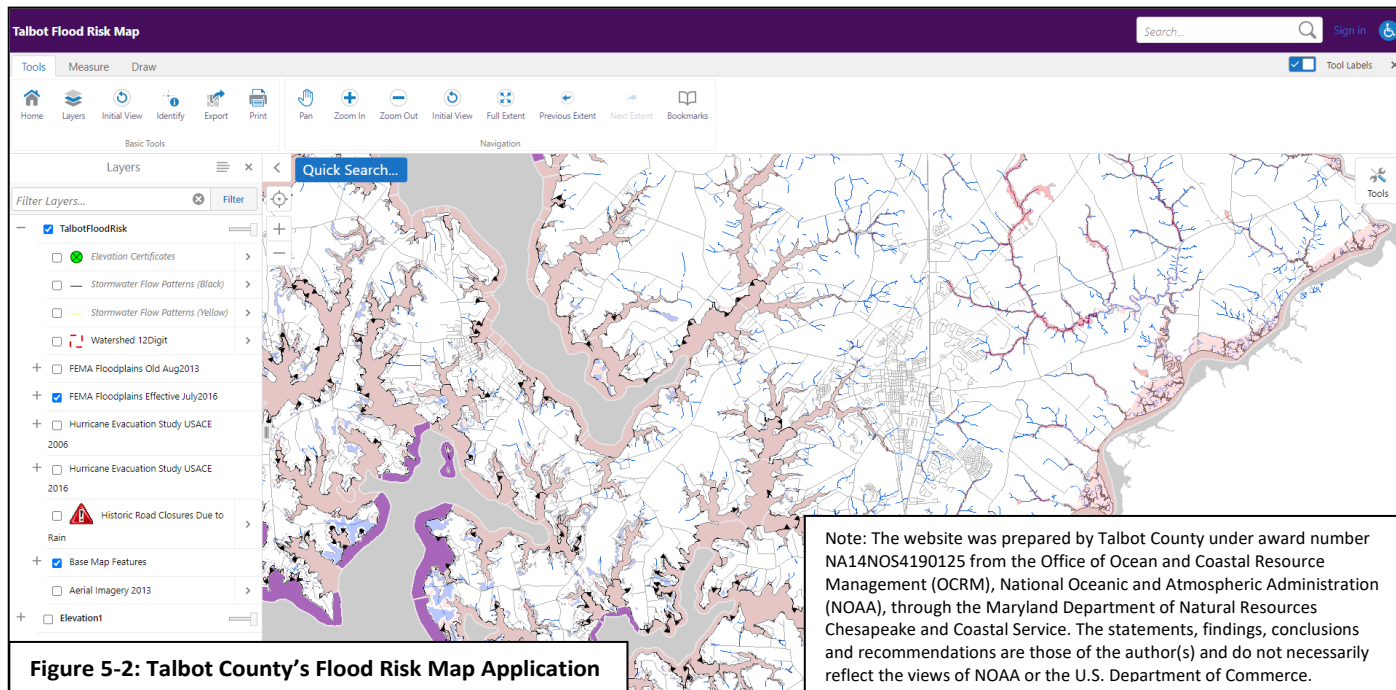 Talbot Flood Risk Map
Search...
Sign in
Tools
Measure
Draw
Tool Labels
Home
Layers
Initial View
Identify
Export
Print
Pan
Zoom In
Zoom Out
Initial View
Full Extent
Previous Extent
Next Extent
Bookmarks
Basic Tools
Navigation
Layers
Quick Search...
Tools
Filter Layers...
Filter
TalbotFloodRisk
Elevation Certificates
Stormwater Flow Patterns (Black)
Stormwater Flow Patterns (Yellow)
Watershed 12Digit
FEMA Floodplains Old Aug2013
FEMA Floodplains Effective July2016
Hurricane Evacuation Study USACE
2006
Hurricane Evacuation Study USACE
2016
Historic Road Closures Due to
Rain
Base Map Features
Aerial Imagery 2013
Elevation1
Note: The website was prepared by Talbot County under award number
NA14NOS4190125 from the Office of Ocean and Coastal Resource
Management (OCRM), National Oceanic and Atmospheric Administration
(NOAA), through the Maryland Department of Natural Resources
Chesapeake and Coastal Service. The statements, findings, conclusions
and recommendations are those of the author(s) and do not necessarily
reflect the views of NOAA or the U.S. Department of Commerce.
Figure 5-2: Talbot County's Flood Risk Map Application